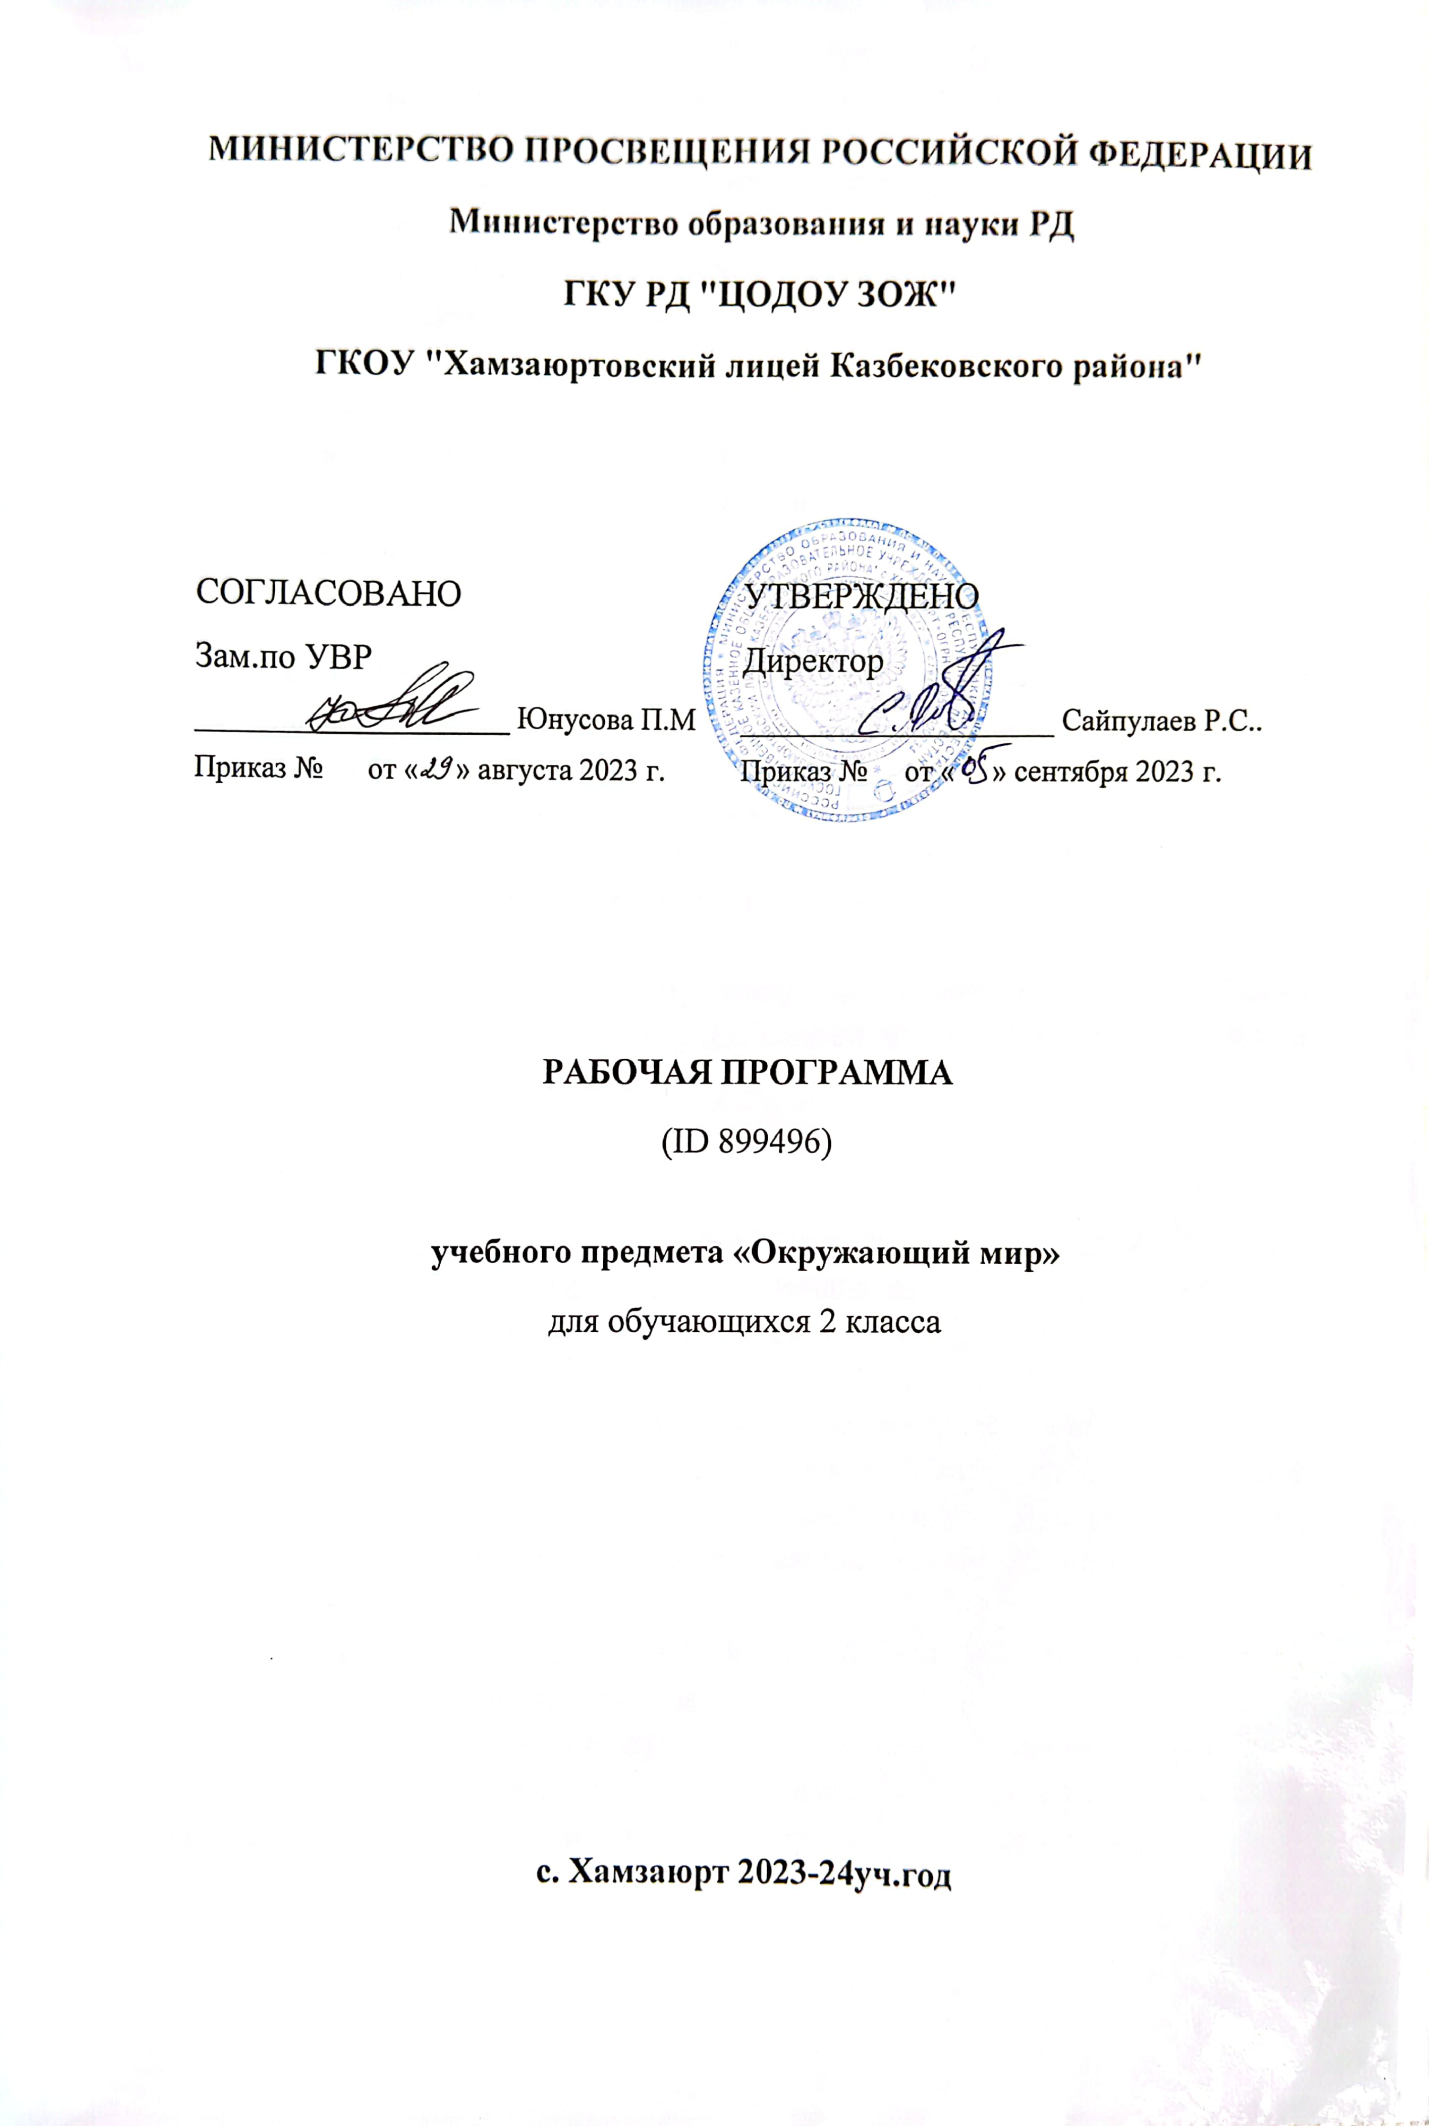 МИНИСТЕРСТВО ПРОСВЕЩЕНИЯ РОССИЙСКОЙ ФЕДЕРАЦИИ
Министерство образования и науки РД
ГКУ РД "ЦОДОУ ЗОЖ"
ГКОУ "Хамзаюртовский лицей Казбековского района"
СОГЛАСОВАНО
Зам.по УВР
Юнусова П.М
Приказ № от «29» августа 2023 г.
УТВЕРЖДЕНО
Директор
Сайпулаев Р.С..
Приказ № от «05» сентября 2023 г.
РАБОЧАЯ ПРОГРАММА
(ID 899496)
учебного предмета «Окружающий мир»
для обучающихся 2 класса
с. Хамзаюрт 2023-24уч.год